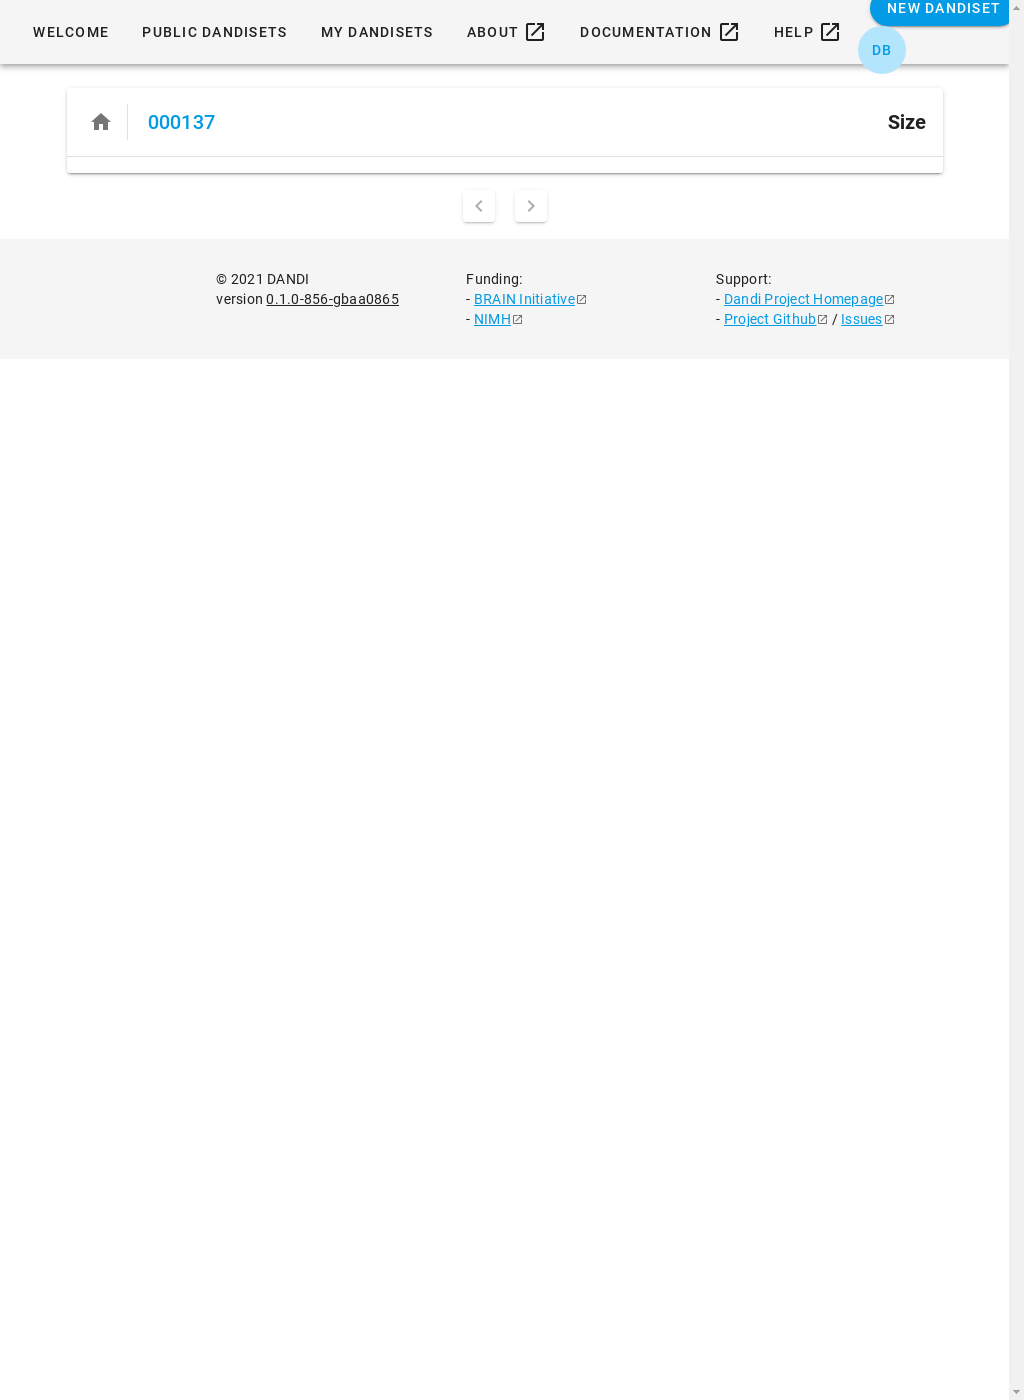 NEW DANDISET
WELCOME PUBLIC DANDISETS MY DANDISETS ABOUT DOCUMENTATION HELP
DB
000137 Size
© 2021 DANDI
version 0.1.0-856-gbaa0865
Funding:
- BRAIN Initiative
- NIMH
Support:
- Dandi Project Homepage
- Project Github / Issues